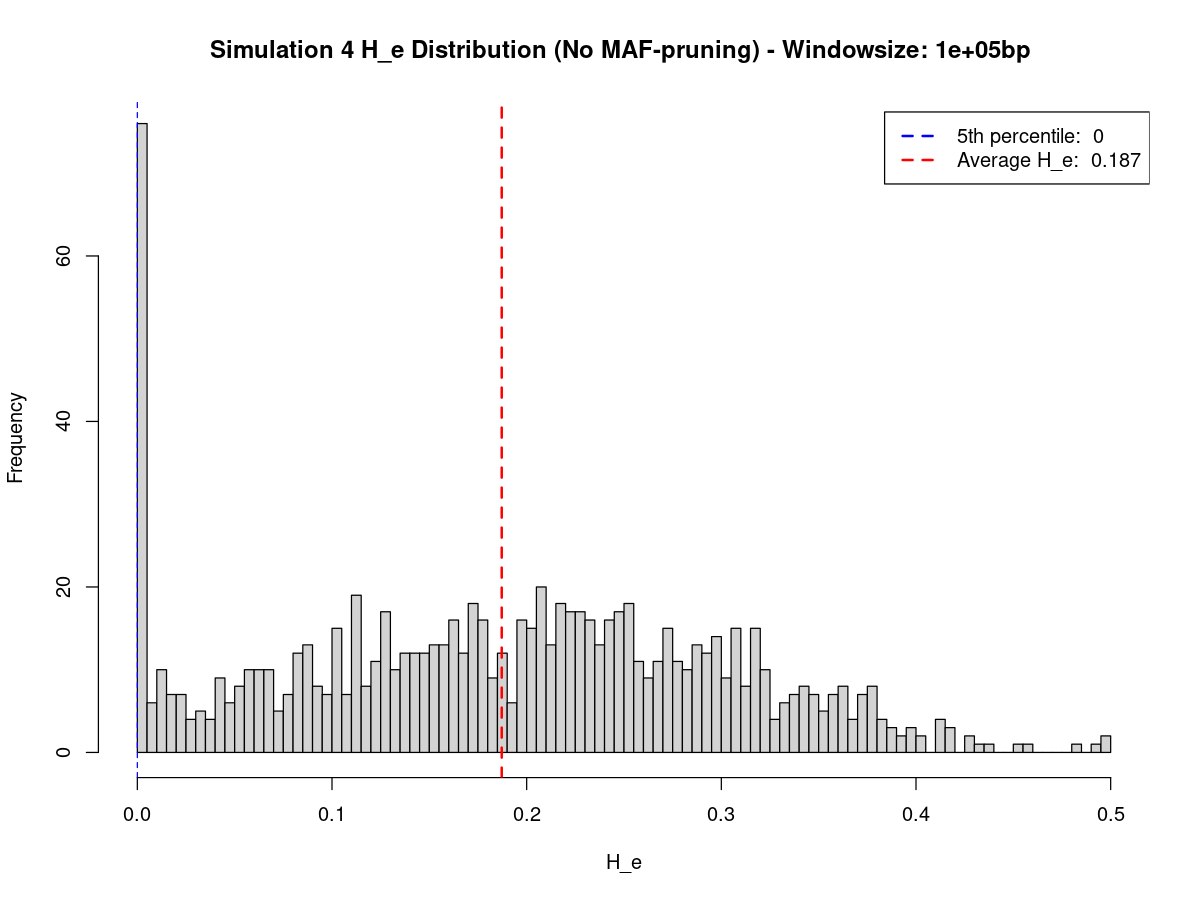 Simulation 4 H_e Distribution (No MAF-pruning) - Windowsize: 1e+05bp
5th percentile:  0
Average H_e:  0.187
Frequency
60
40
20
0
0.0 0.1 0.2 0.3 0.4 0.5
H_e